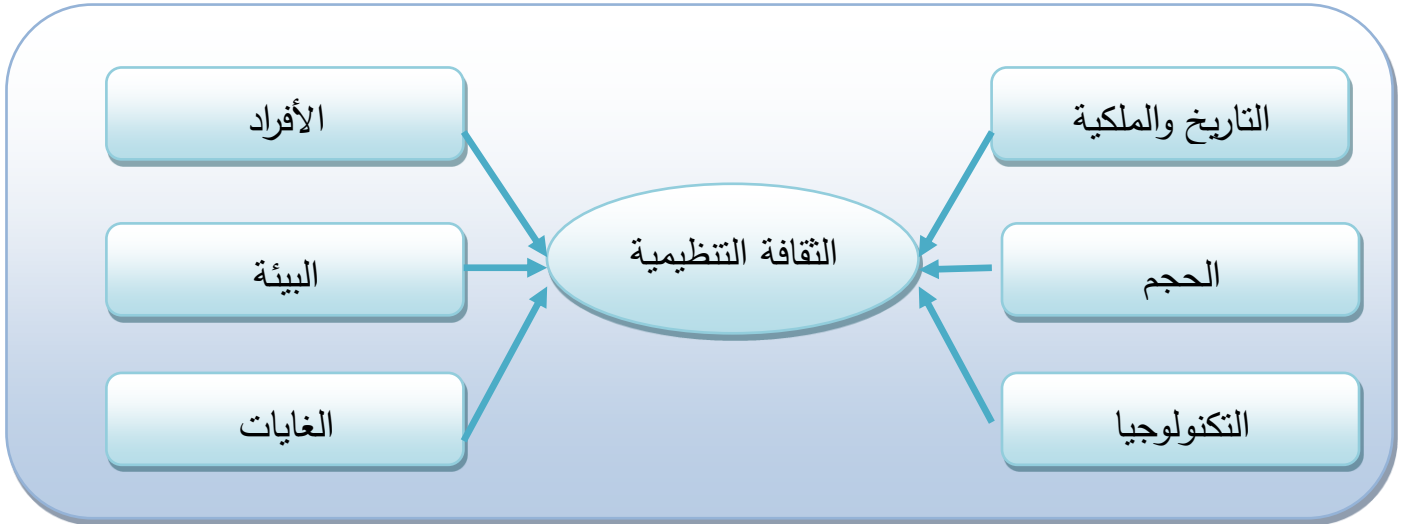 التاريخ والملكية
الأفراد
الثقافة التنظيمية
الحجم
البيئة
التكنولوجيا
الغايات